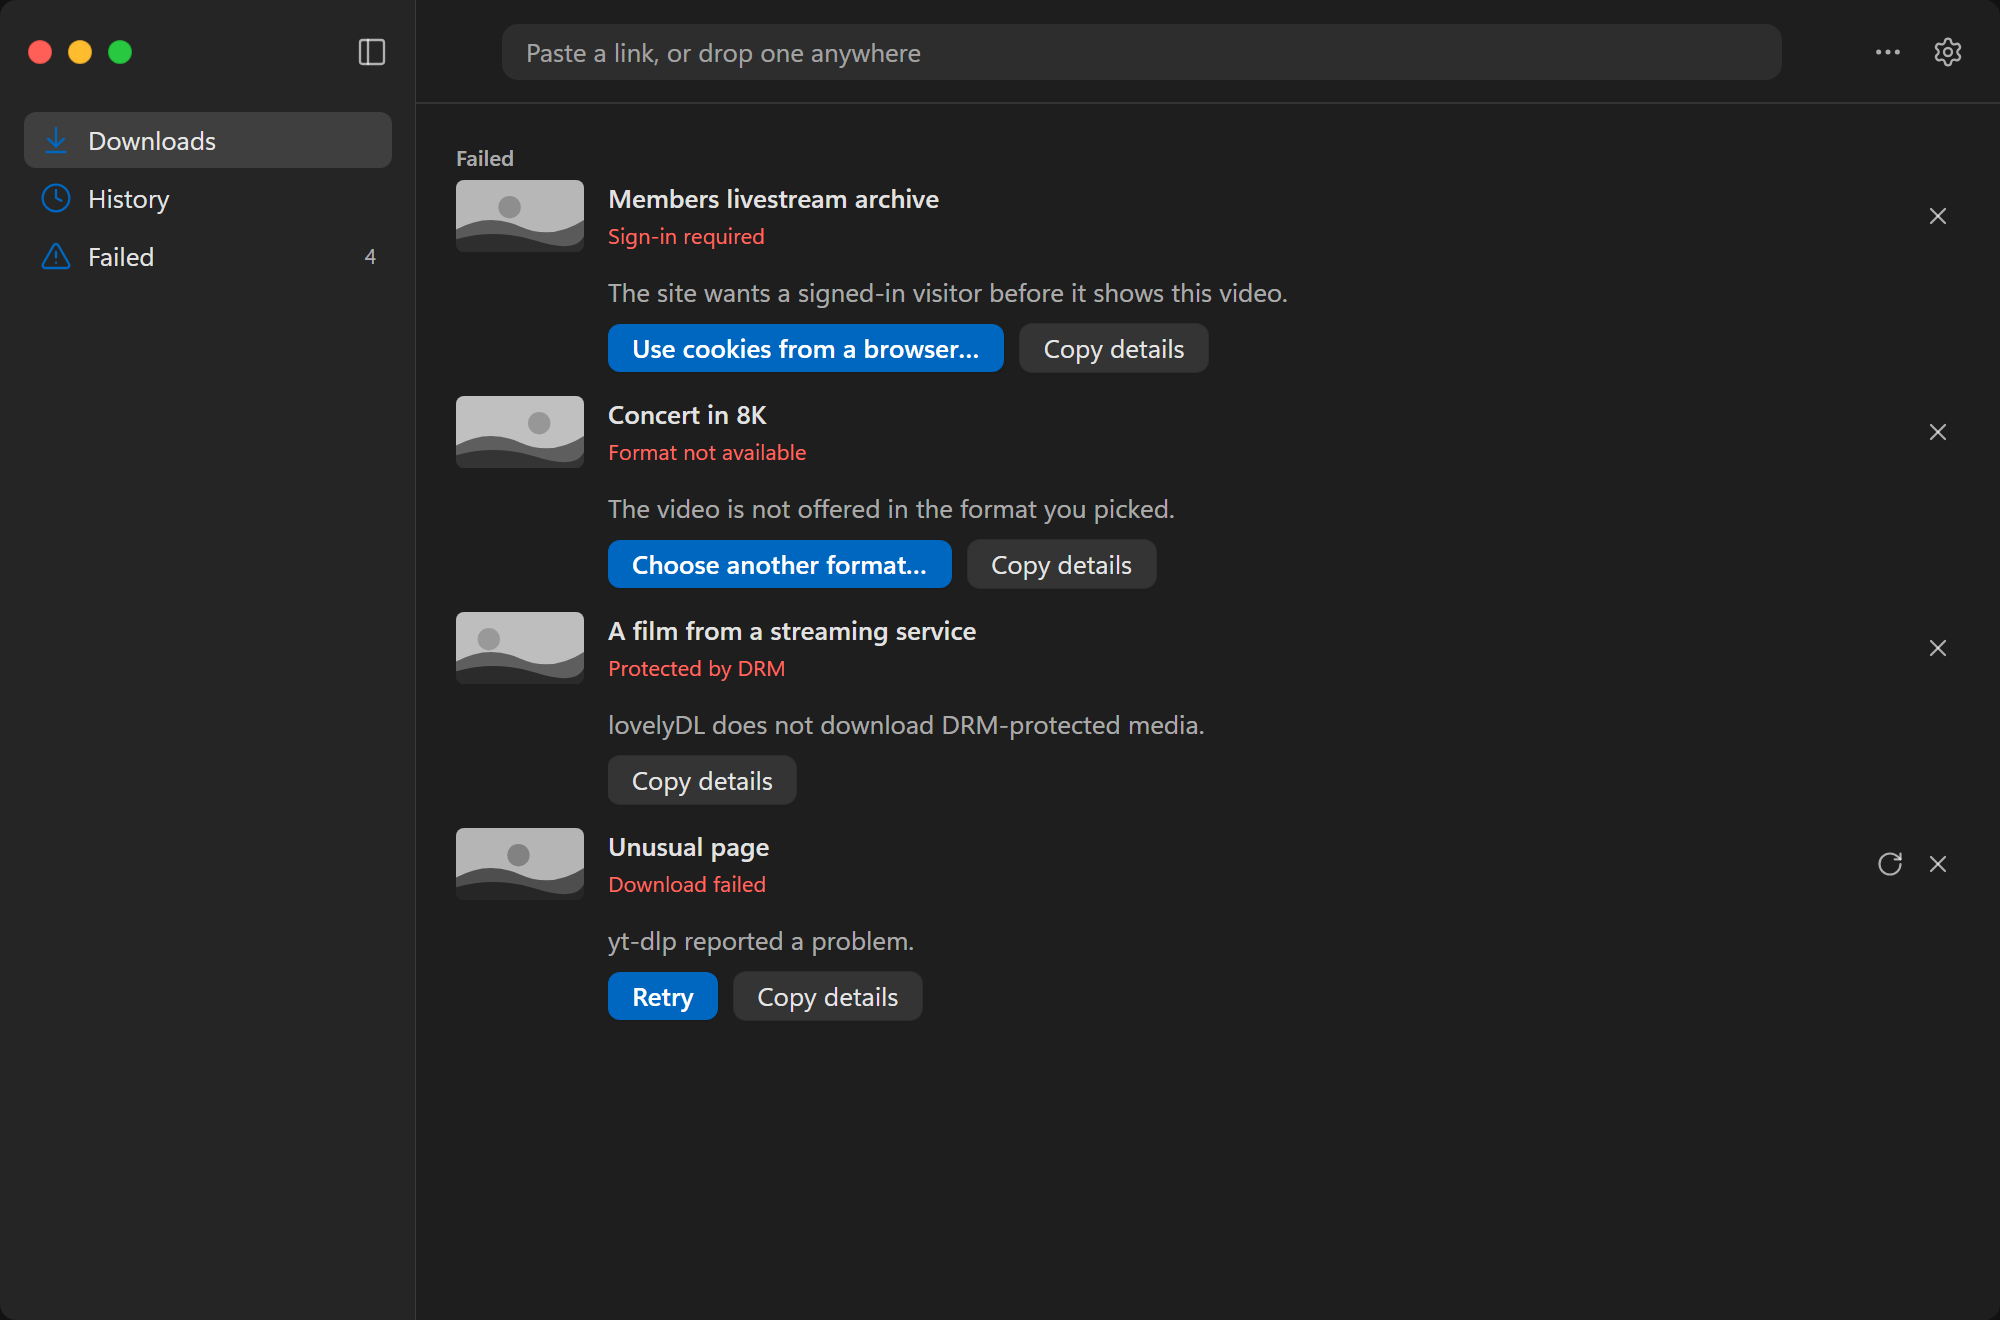 Paste a link, or drop one anywhere
Downloads
History
Failed 4
Failed
Members livestream archive
Sign-in required
The site wants a signed-in visitor before it shows this video.
Use cookies from a browser... Copy details
Concert in 8K
Format not available
The video is not offered in the format you picked.
Choose another format... Copy details
A film from a streaming service
Protected by DRM
lovelyDL does not download DRM-protected media.
Copy details
Unusual page
Download failed
yt-dlp reported a problem.
Retry Copy details